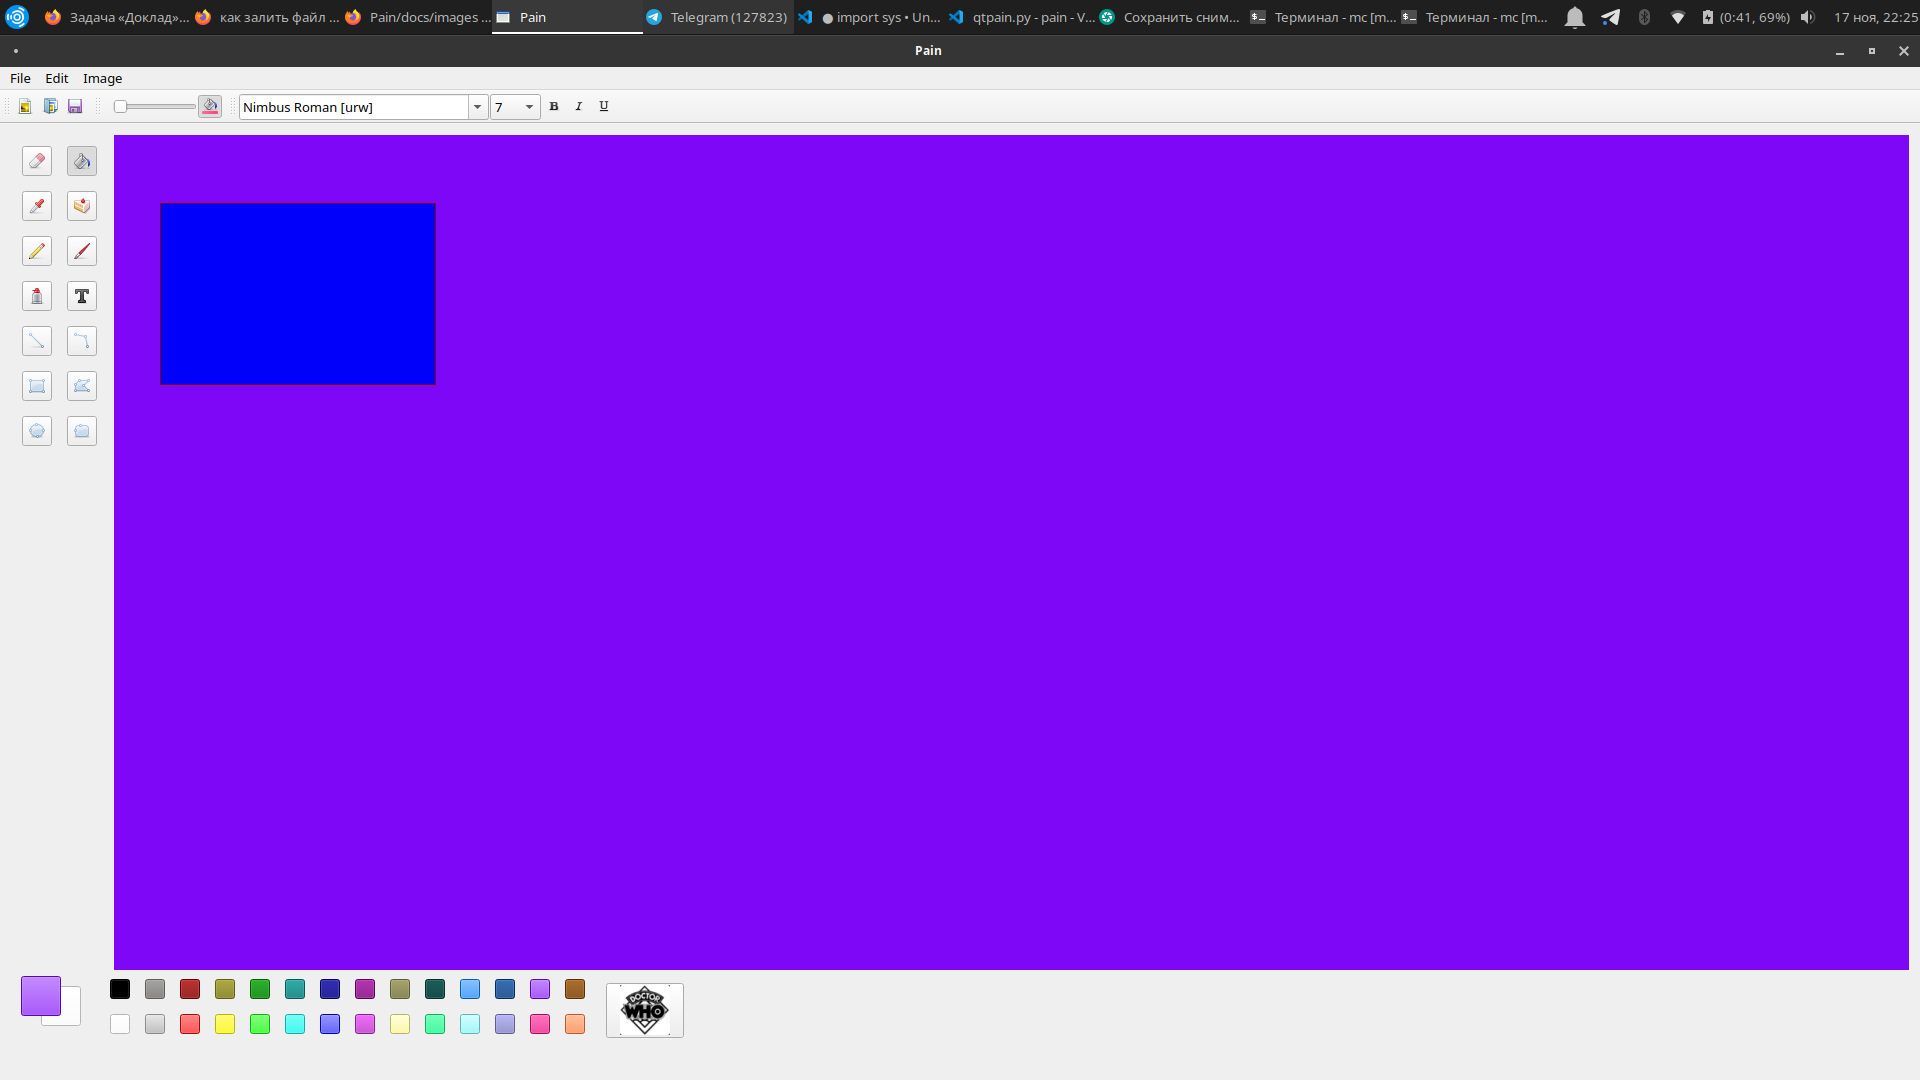 Задача «Доклад»... как залить файл ... Pain/docs/images ... Pain Telegram (127823) ● import sys • Un... qtpain.py - pain - V... Сохранить сним... Терминал - mc [m... Терминал - mc [m... (0:41, 69%) 17 ноя, 22:25
Pain
File Edit Image
Nimbus Roman [urw] 7 B I U
T
DOCTOR
WHO